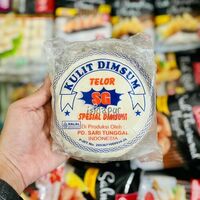 KULIT DIMSUM
TELOR
SG
SPESIAL DIMSUM
Di Produksi Oleh :
PD. SARI TUNGGAL
INDONESIA
HALAL